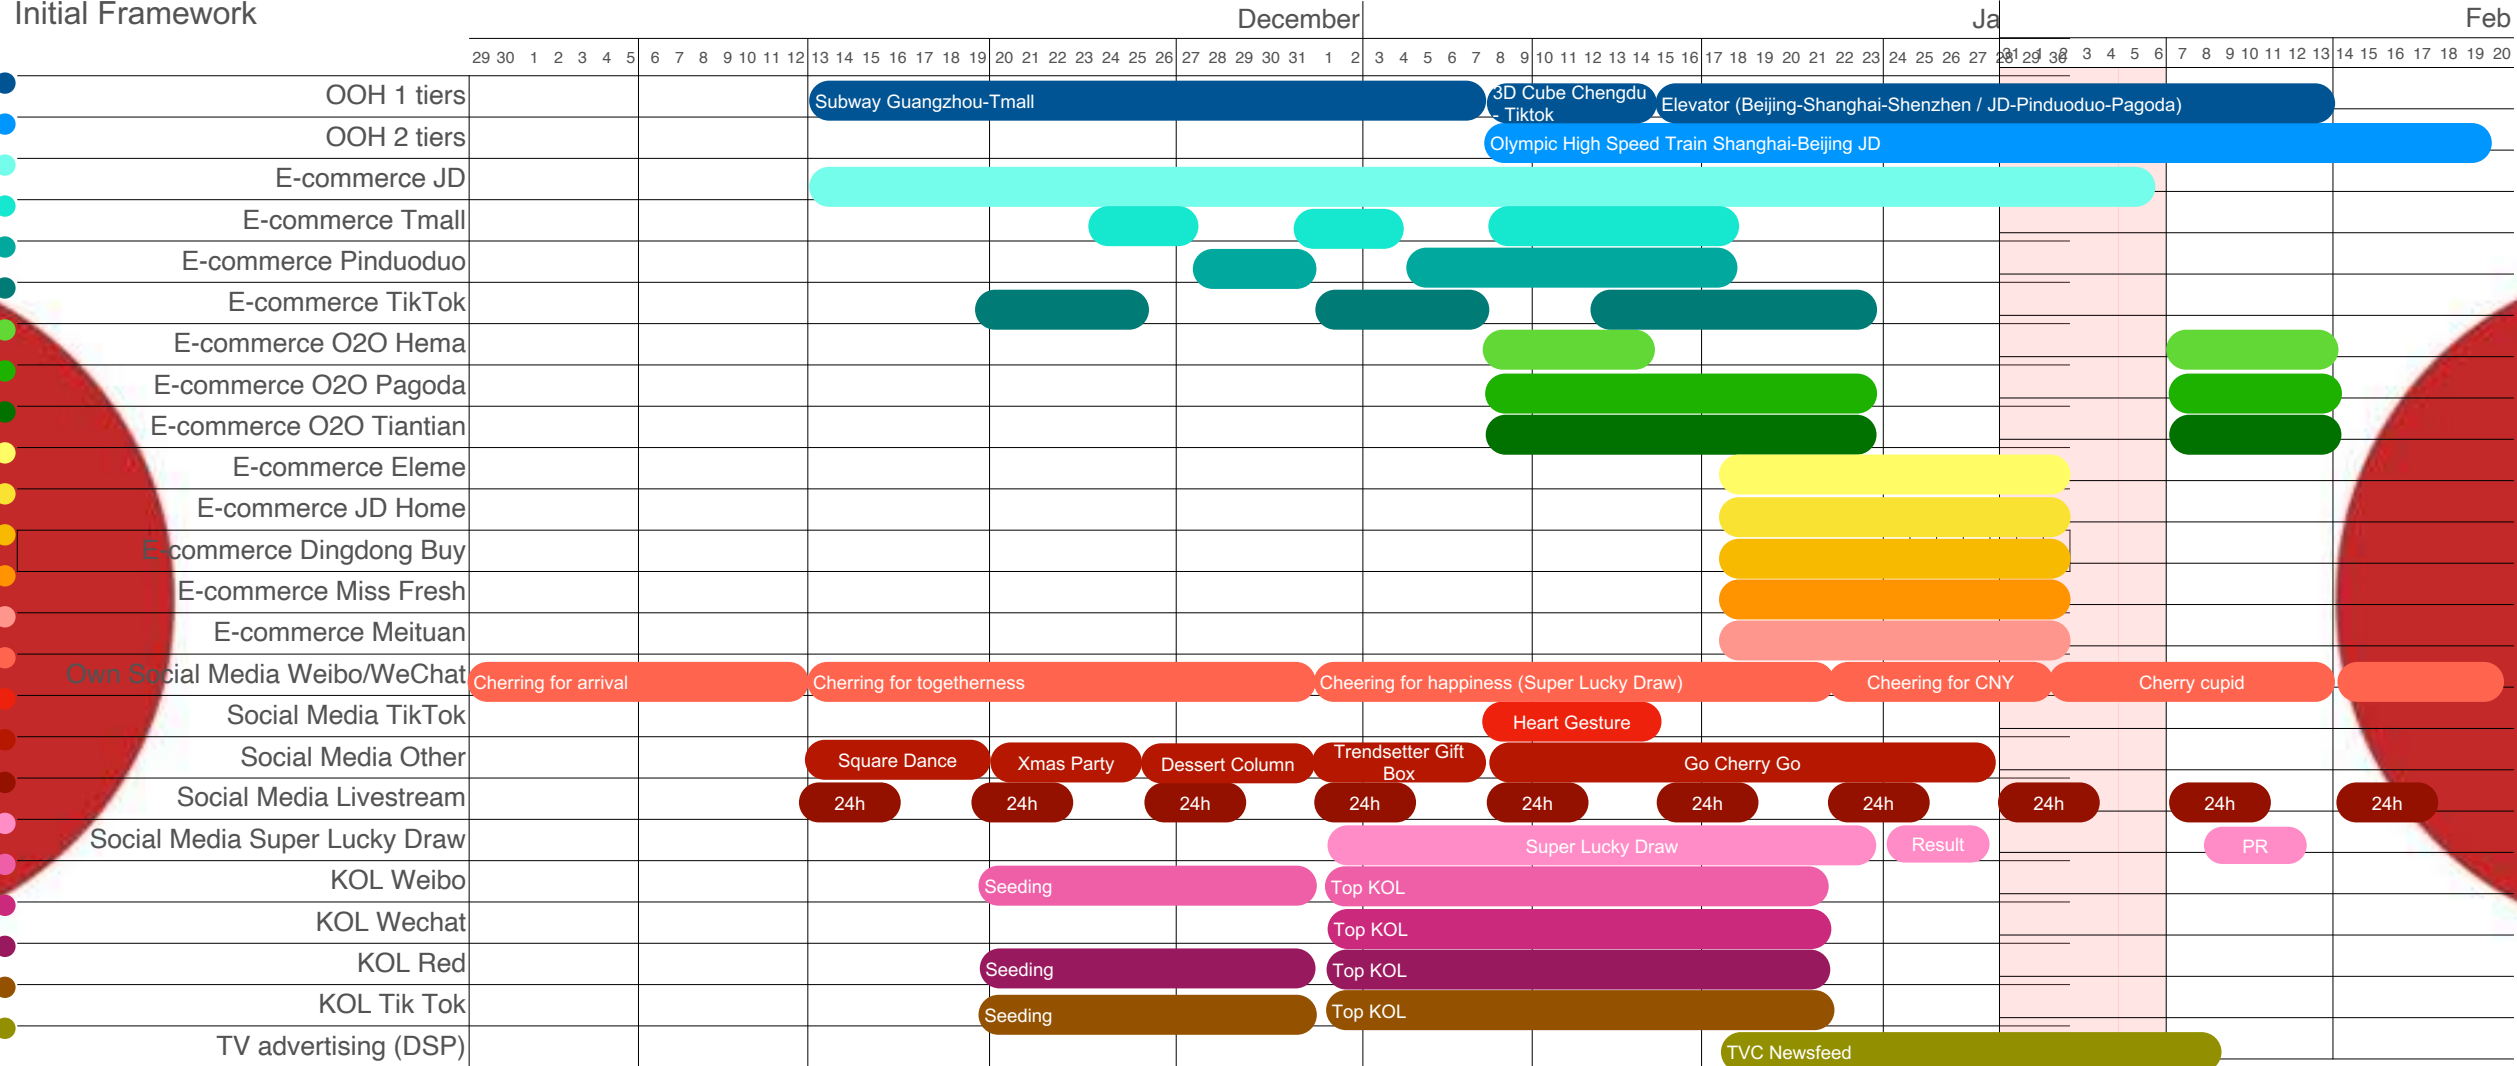 Initial Framework
December
Ja
Feb
29 30 1 2 3 4 5 6 7 8 9 10 11 12 13 14 15 16 17 18 19 20 21 22 23 24 25 26 27 28 29 30 31 1 2 3 4 5 6 7 8 9 10 11 12 13 14 15 16 17 18 19 20 21 22 23 24 25 26 27 28 29 30
31 1 2 3 4 5 6 7 8 9 10 11 12 13 14 15 16 17 18 19 20
OOH 1 tiers
Subway Guangzhou-Tmall
3D Cube Chengdu
- Tiktok
Elevator (Beijing-Shanghai-Shenzhen / JD-Pinduoduo-Pagoda)
OOH 2 tiers
Olympic High Speed Train Shanghai-Beijing JD
E-commerce JD
E-commerce Tmall
E-commerce Pinduoduo
E-commerce TikTok
E-commerce O2O Hema
E-commerce O2O Pagoda
E-commerce O2O Tiantian
E-commerce Eleme
E-commerce JD Home
E-commerce Dingdong Buy
E-commerce Miss Fresh
E-commerce Meituan
Own Social Media Weibo/WeChat
Cherring for arrival
Cherring for togetherness
Cheering for happiness (Super Lucky Draw)
Cheering for CNY
Cherry cupid
Social Media TikTok
Heart Gesture
Social Media Other
Square Dance
Xmas Party
Dessert Column
Trendsetter Gift
Box
Go Cherry Go
Social Media Livestream
24h 24h 24h 24h 24h 24h 24h 24h 24h 24h
Social Media Super Lucky Draw
Super Lucky Draw
Result
PR
KOL Weibo
Seeding
Top KOL
KOL Wechat
Top KOL
KOL Red
Seeding
Top KOL
KOL Tik Tok
Seeding
Top KOL
TV advertising (DSP)
TVC Newsfeed